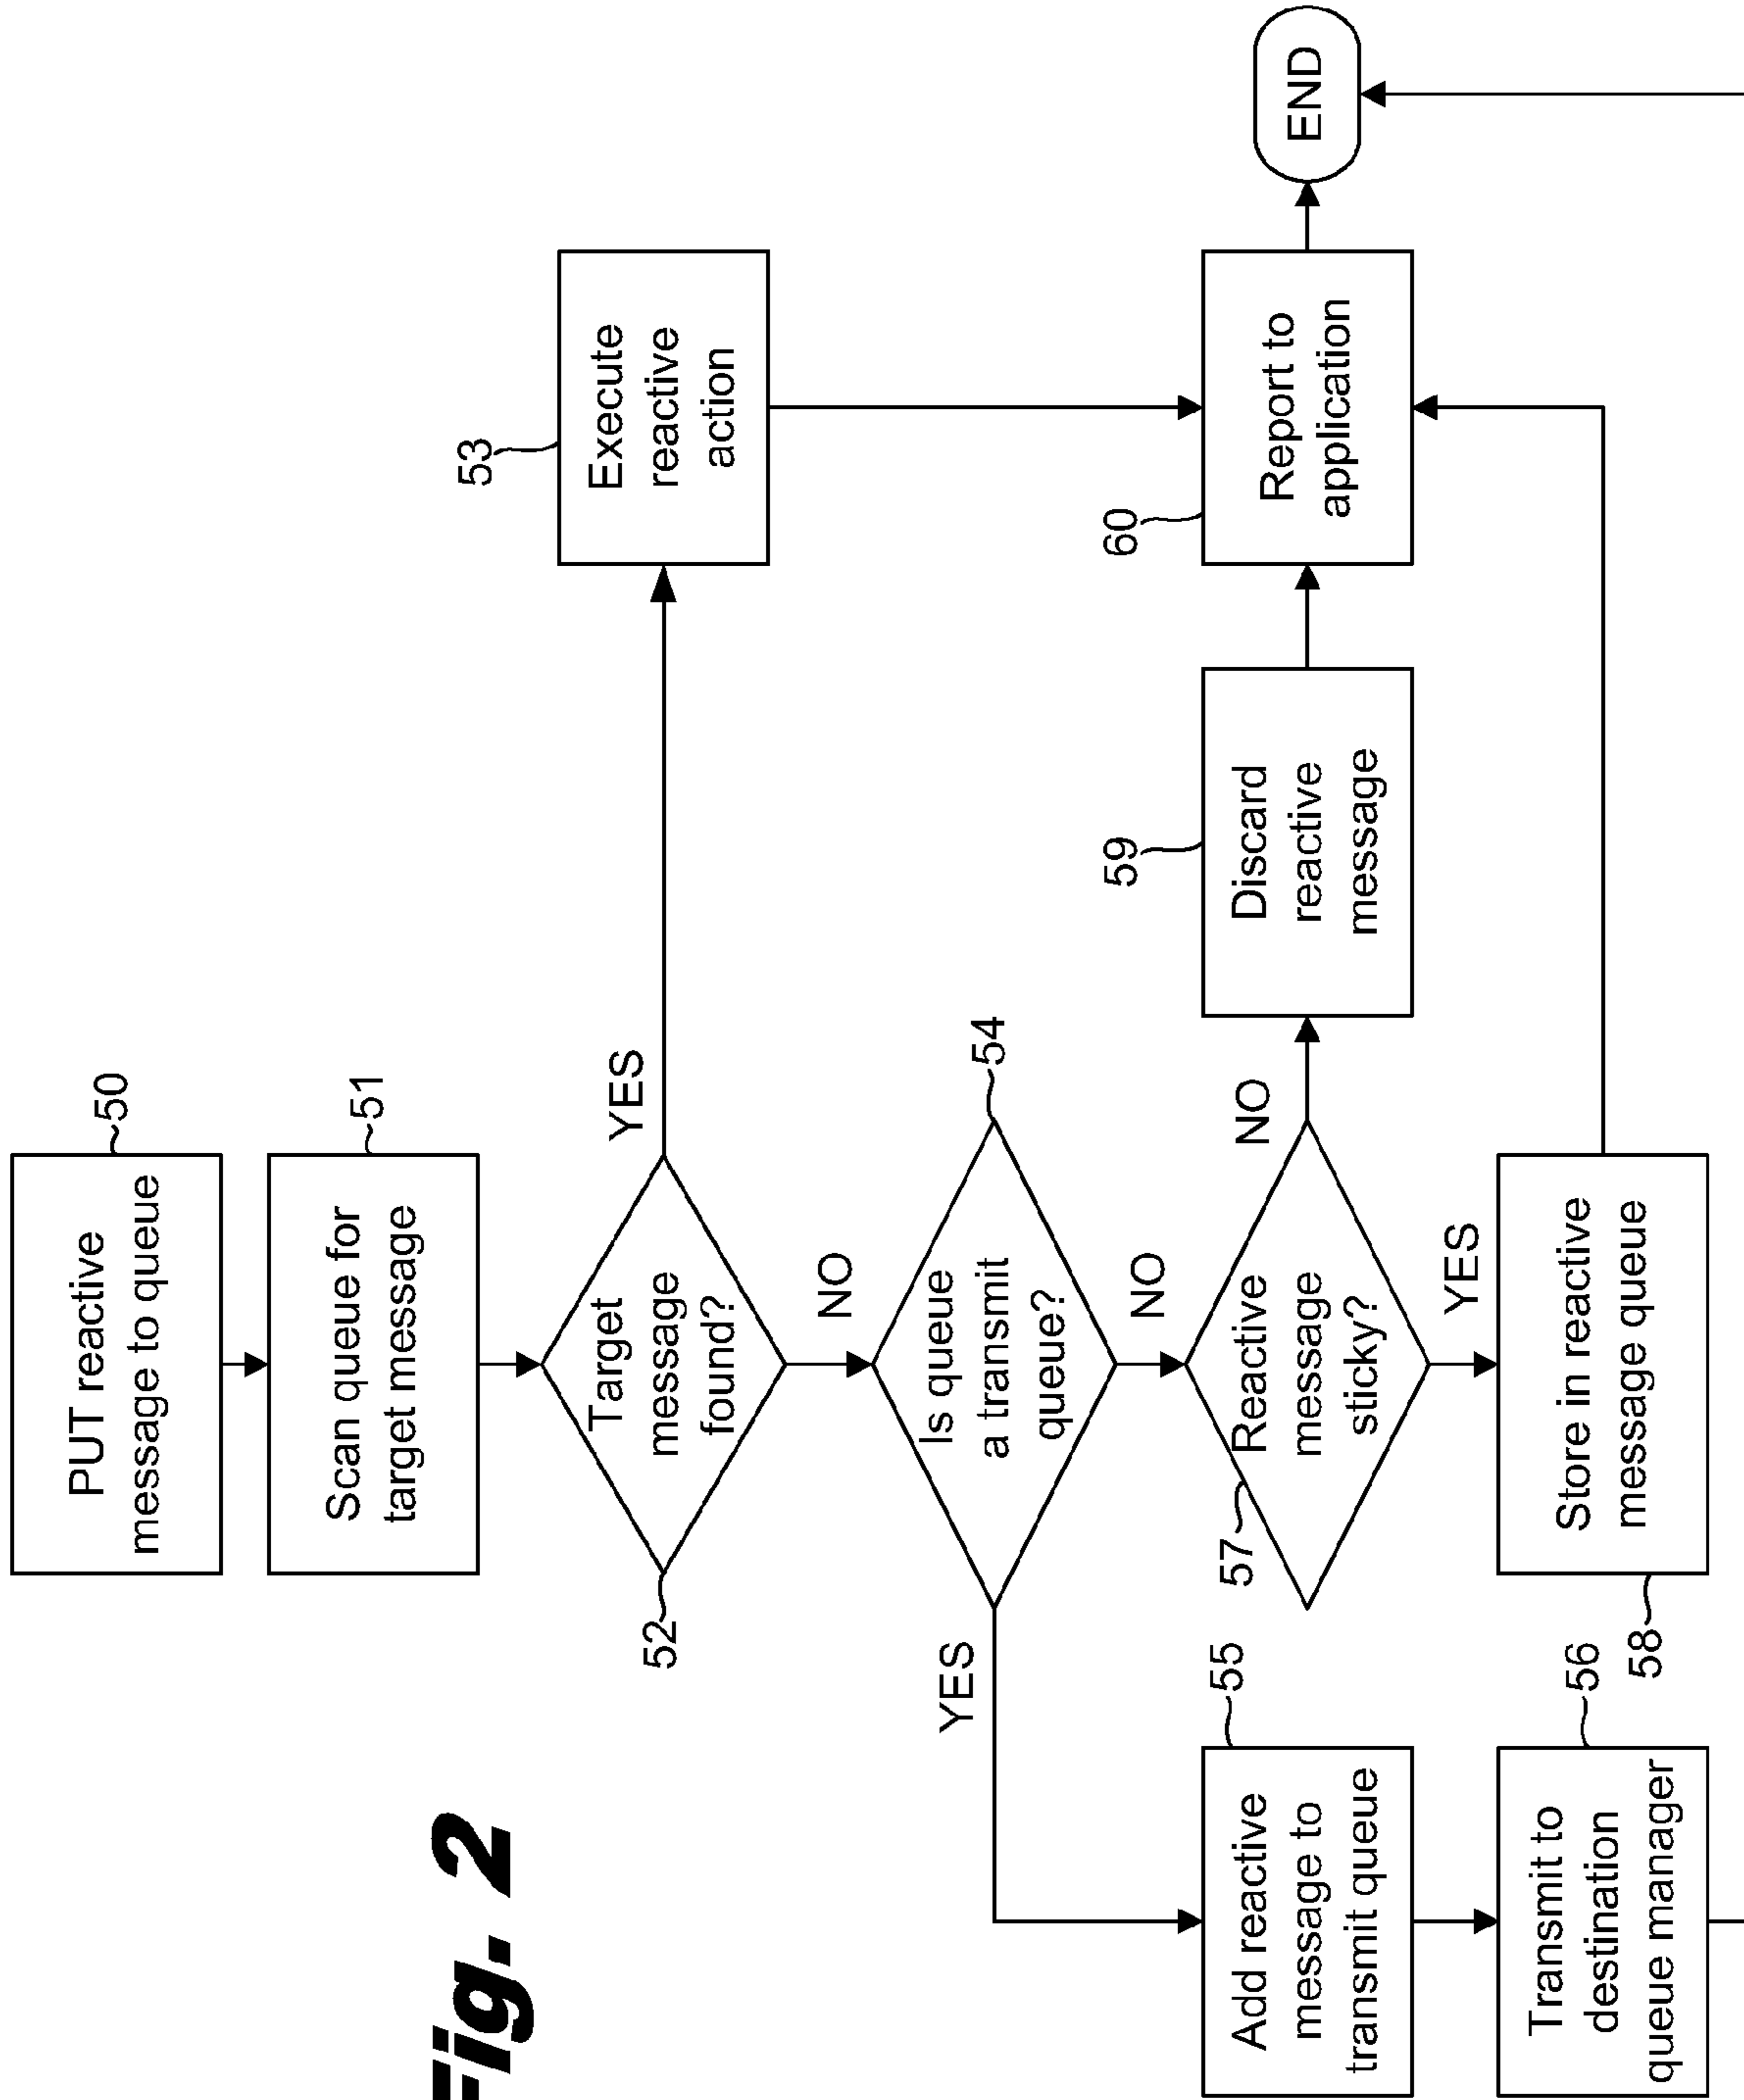 PUT reactive
message to queue
50
Scan queue for
target message
51
Target
message
found?
52
YES
Execute
reactive
action
53
NO
Is queue
a transmit
queue?
54
YES
NO
Add reactive
message to
transmit queue
55
Transmit to
destination
queue manager
56
Reactive
message
sticky?
57
NO
YES
Store in reactive
message queue
58
Discard
reactive
message
59
Report to
application
60
END
Fig. 2